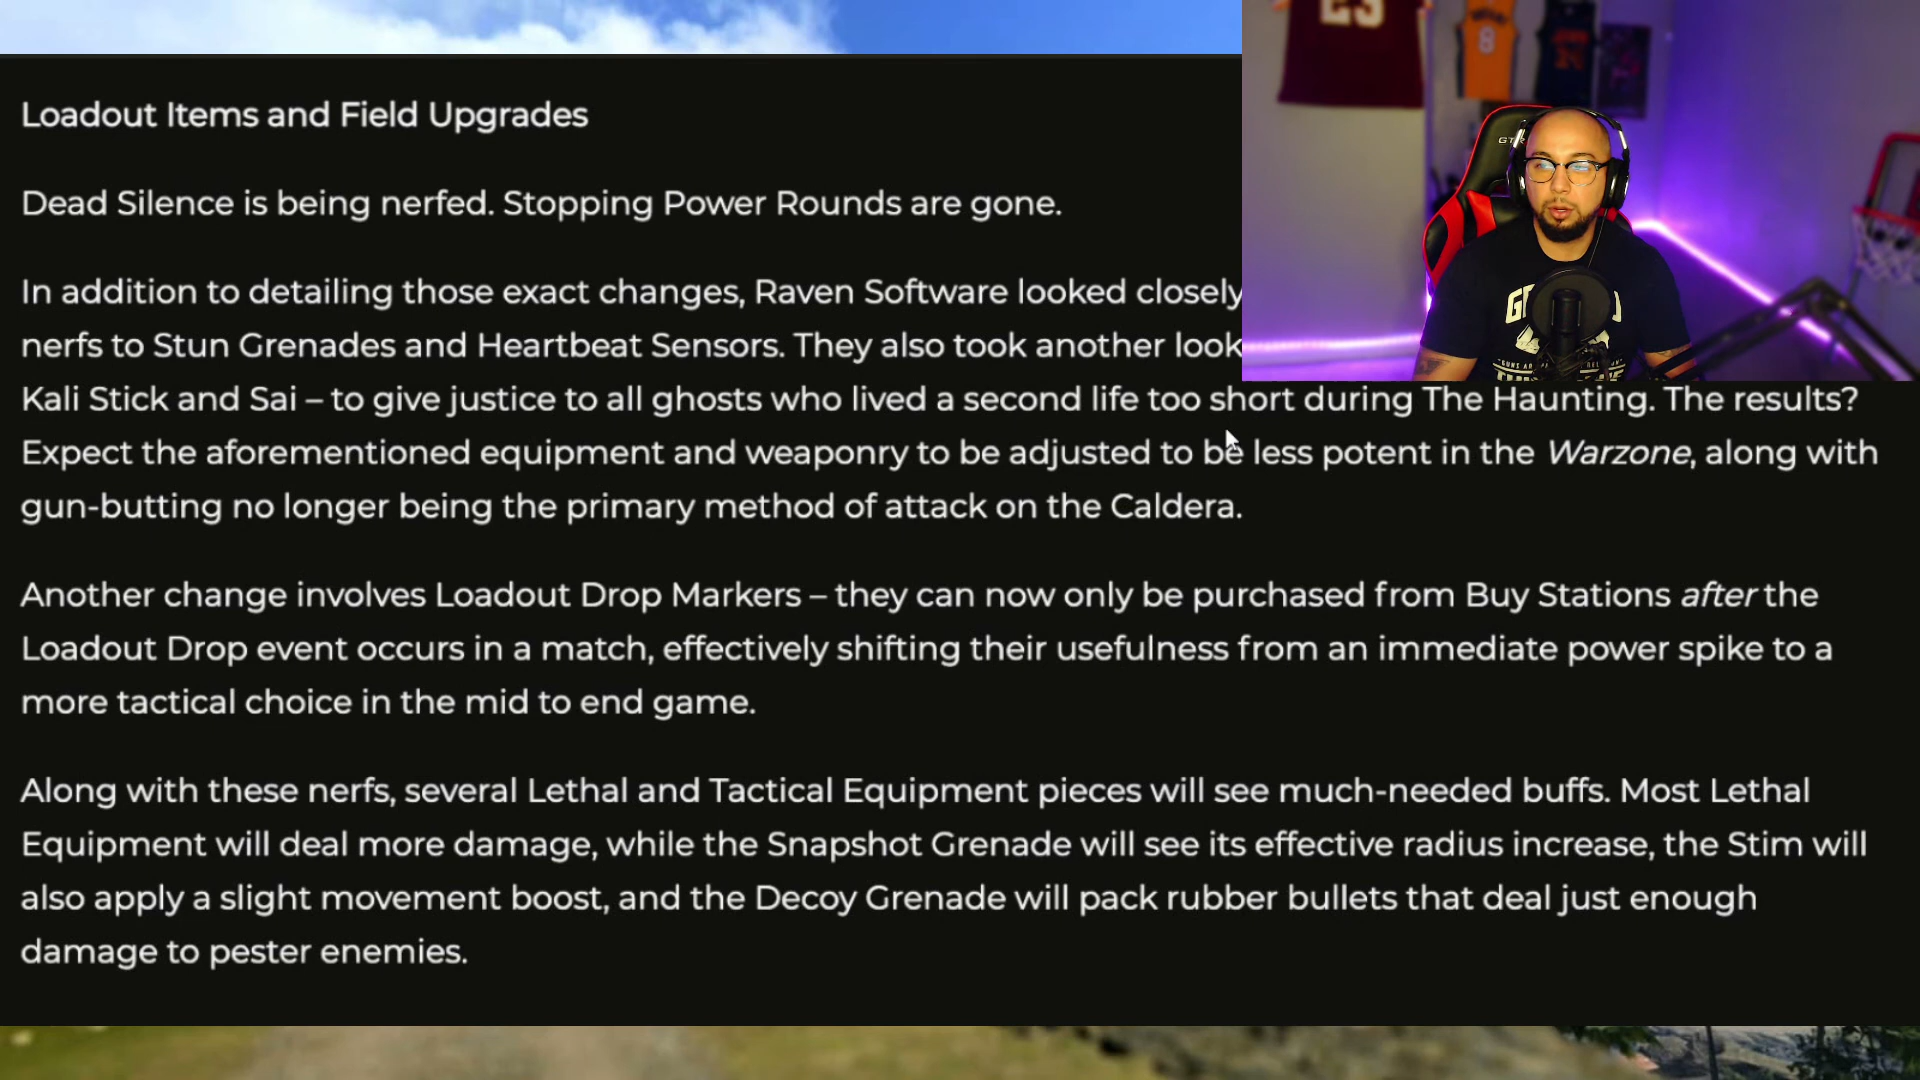 23
8
GTR
Loadout Items and Field Upgrades
Dead Silence is being nerfed. Stopping Power Rounds are gone.
In addition to detailing those exact changes, Raven Software looked closely
nerfs to Stun Grenades and Heartbeat Sensors. They also took another look
Kali Stick and Sai – to give justice to all ghosts who lived a second life too short during The Haunting. The results?
Expect the aforementioned equipment and weaponry to be adjusted to be less potent in the Warzone, along with
gun-butting no longer being the primary method of attack on the Caldera.
Another change involves Loadout Drop Markers – they can now only be purchased from Buy Stations after the
Loadout Drop event occurs in a match, effectively shifting their usefulness from an immediate power spike to a
more tactical choice in the mid to end game.
Along with these nerfs, several Lethal and Tactical Equipment pieces will see much-needed buffs. Most Lethal
Equipment will deal more damage, while the Snapshot Grenade will see its effective radius increase, the Stim will
also apply a slight movement boost, and the Decoy Grenade will pack rubber bullets that deal just enough
damage to pester enemies.